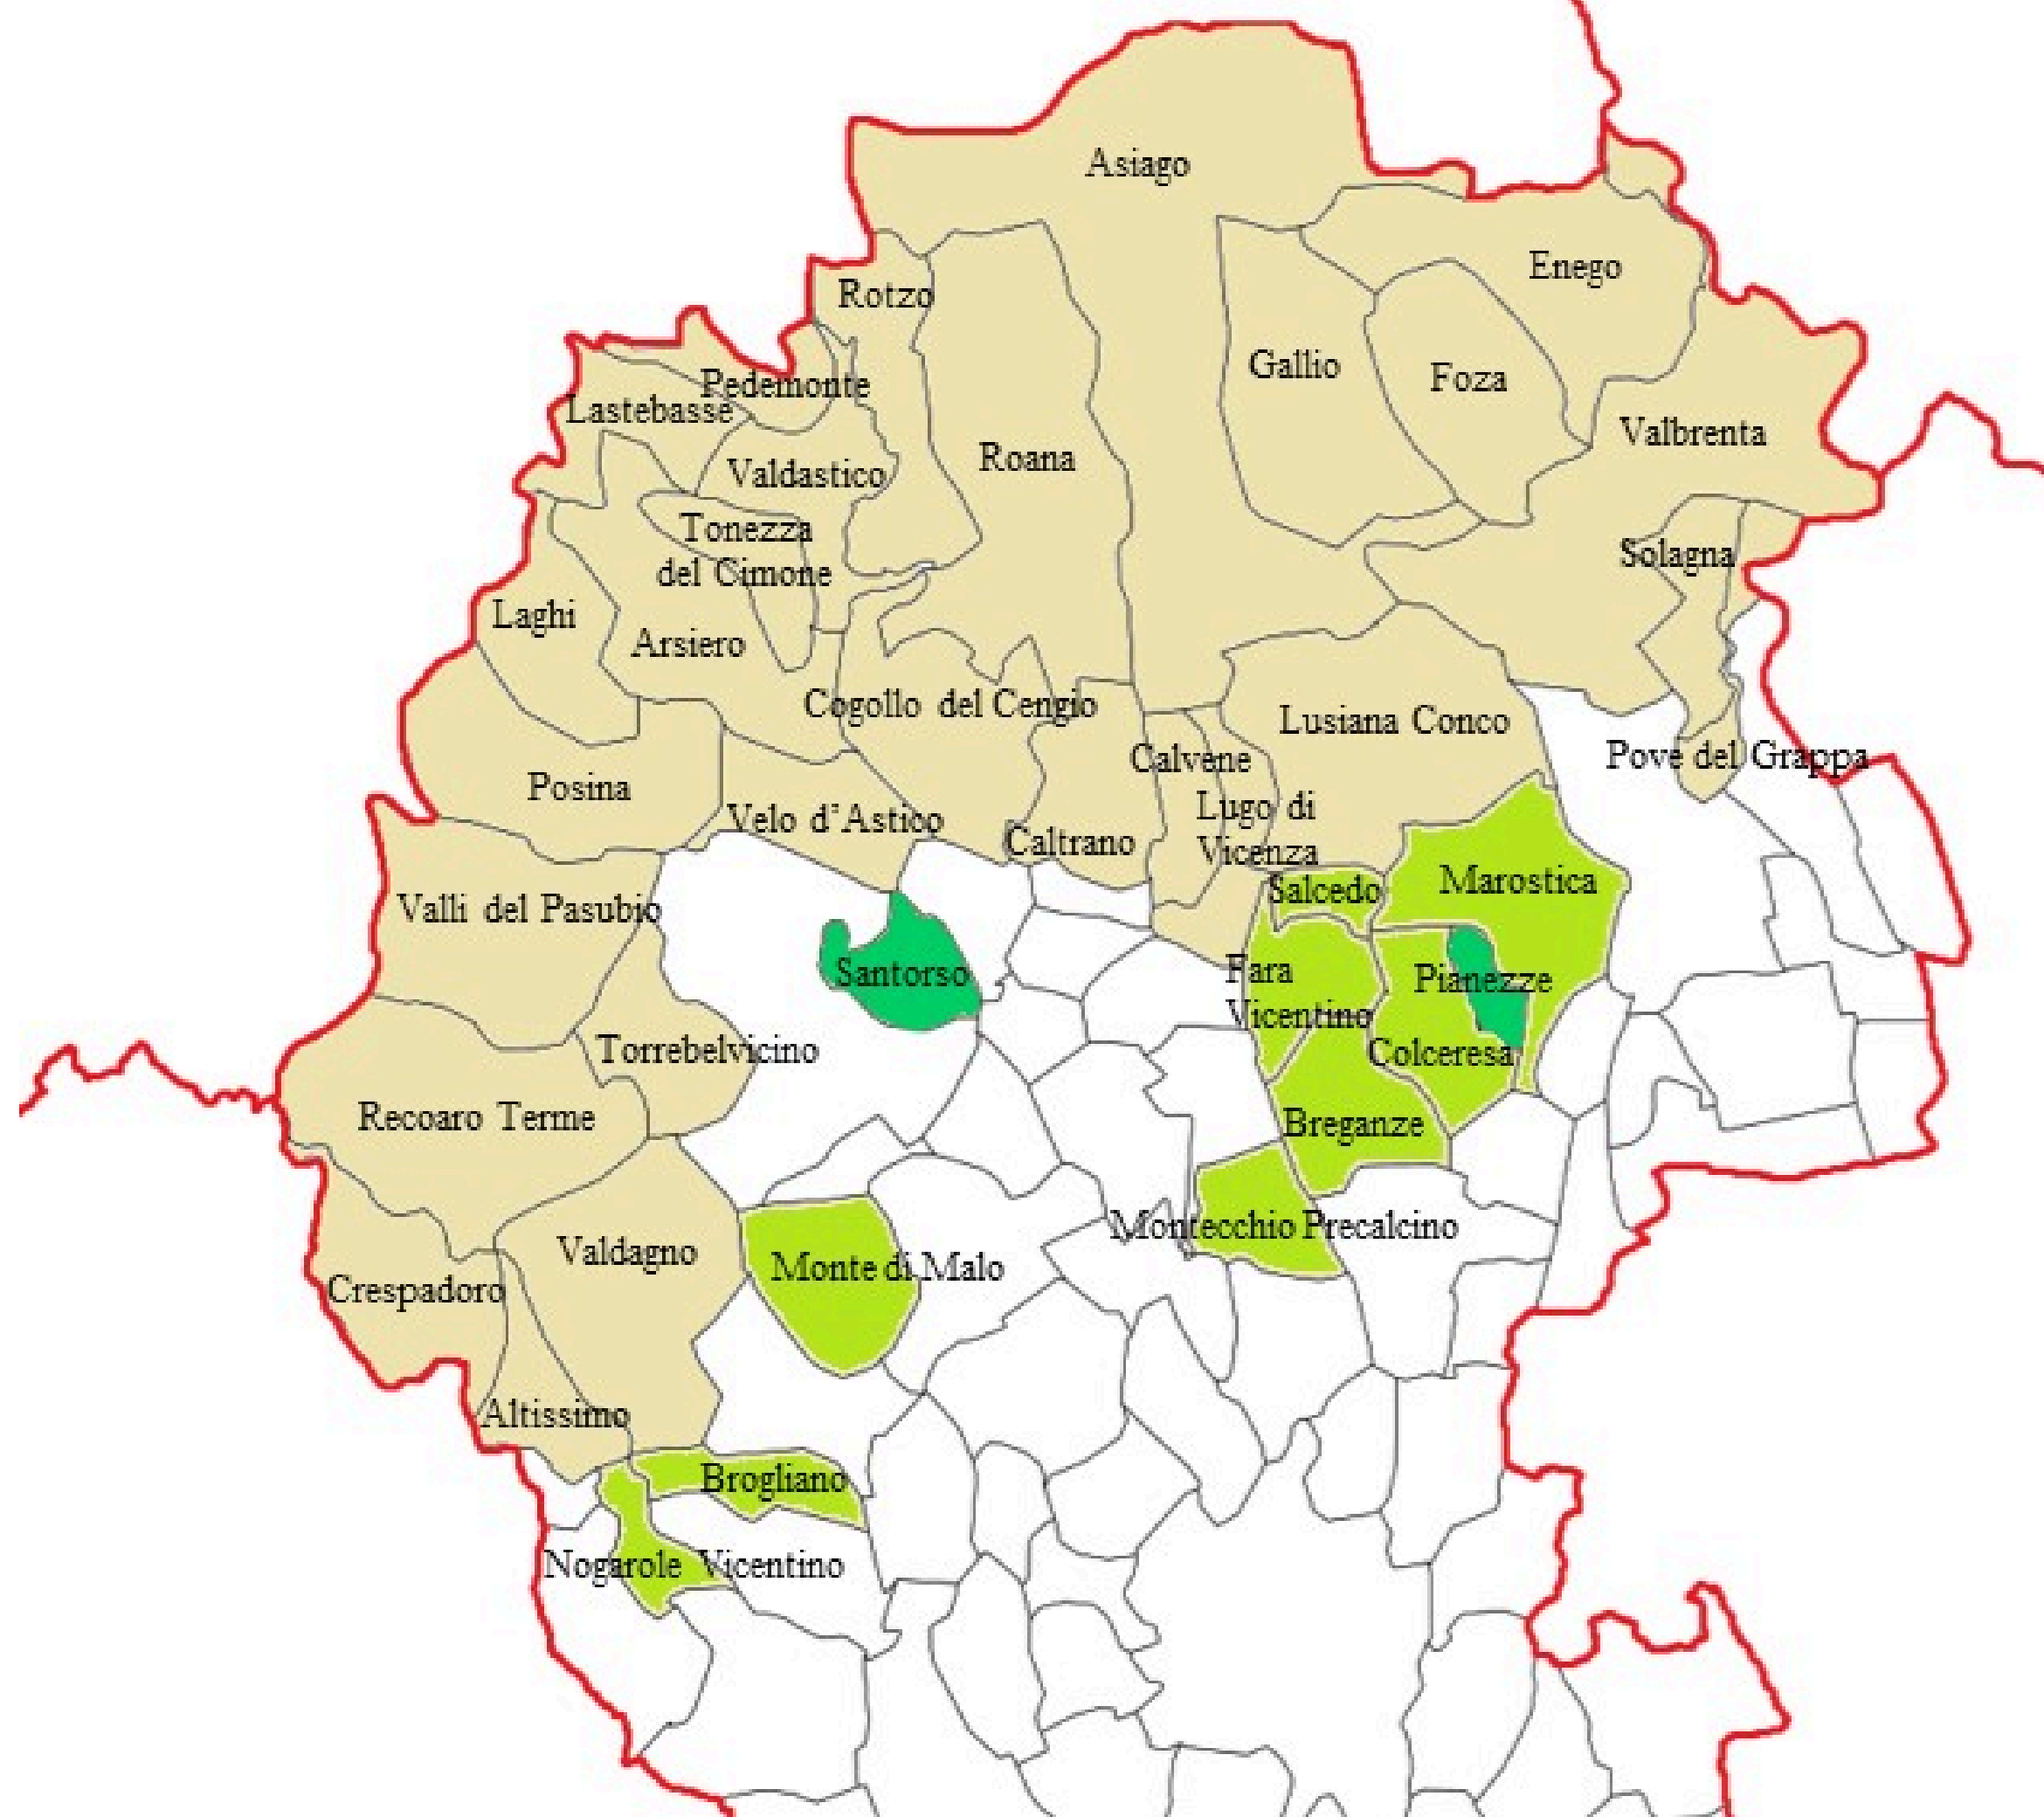 Asiago
Enego
Rotzo
Gallio
Foza
Pedemonte
Lastebasse
Valbrenta
Roana
Valdastico
Tonezza
del Cimone
Solagna
Laghi
Arsiero
Cogollo del Cengio
Lusiana Conco
Pove del Grappa
Calvene
Posina
Lugo di
Vicenza
Velo d'Astico
Caltrano
Marostica
Salcedo
Valli del Pasubio
Santorso
Fara
Vicentino
Pianezze
Torrebelvicino
Colceresa
Recoaro Terme
Breganze
Montecchio Precalcino
Valdagno
Monte di Malo
Crespadoro
Altissimo
Brogliano
Nogarole Vicentino